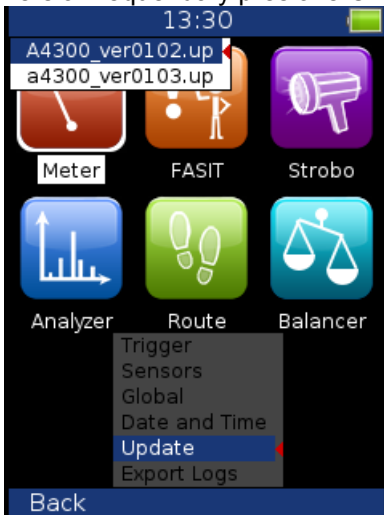 13:30
A4300_ver0102.up
a4300_ver0103.up
Meter FASIT Strobo
Analyzer Route Balancer
Trigger
Sensors
Global
Date and Time
Update
Export Logs
Back